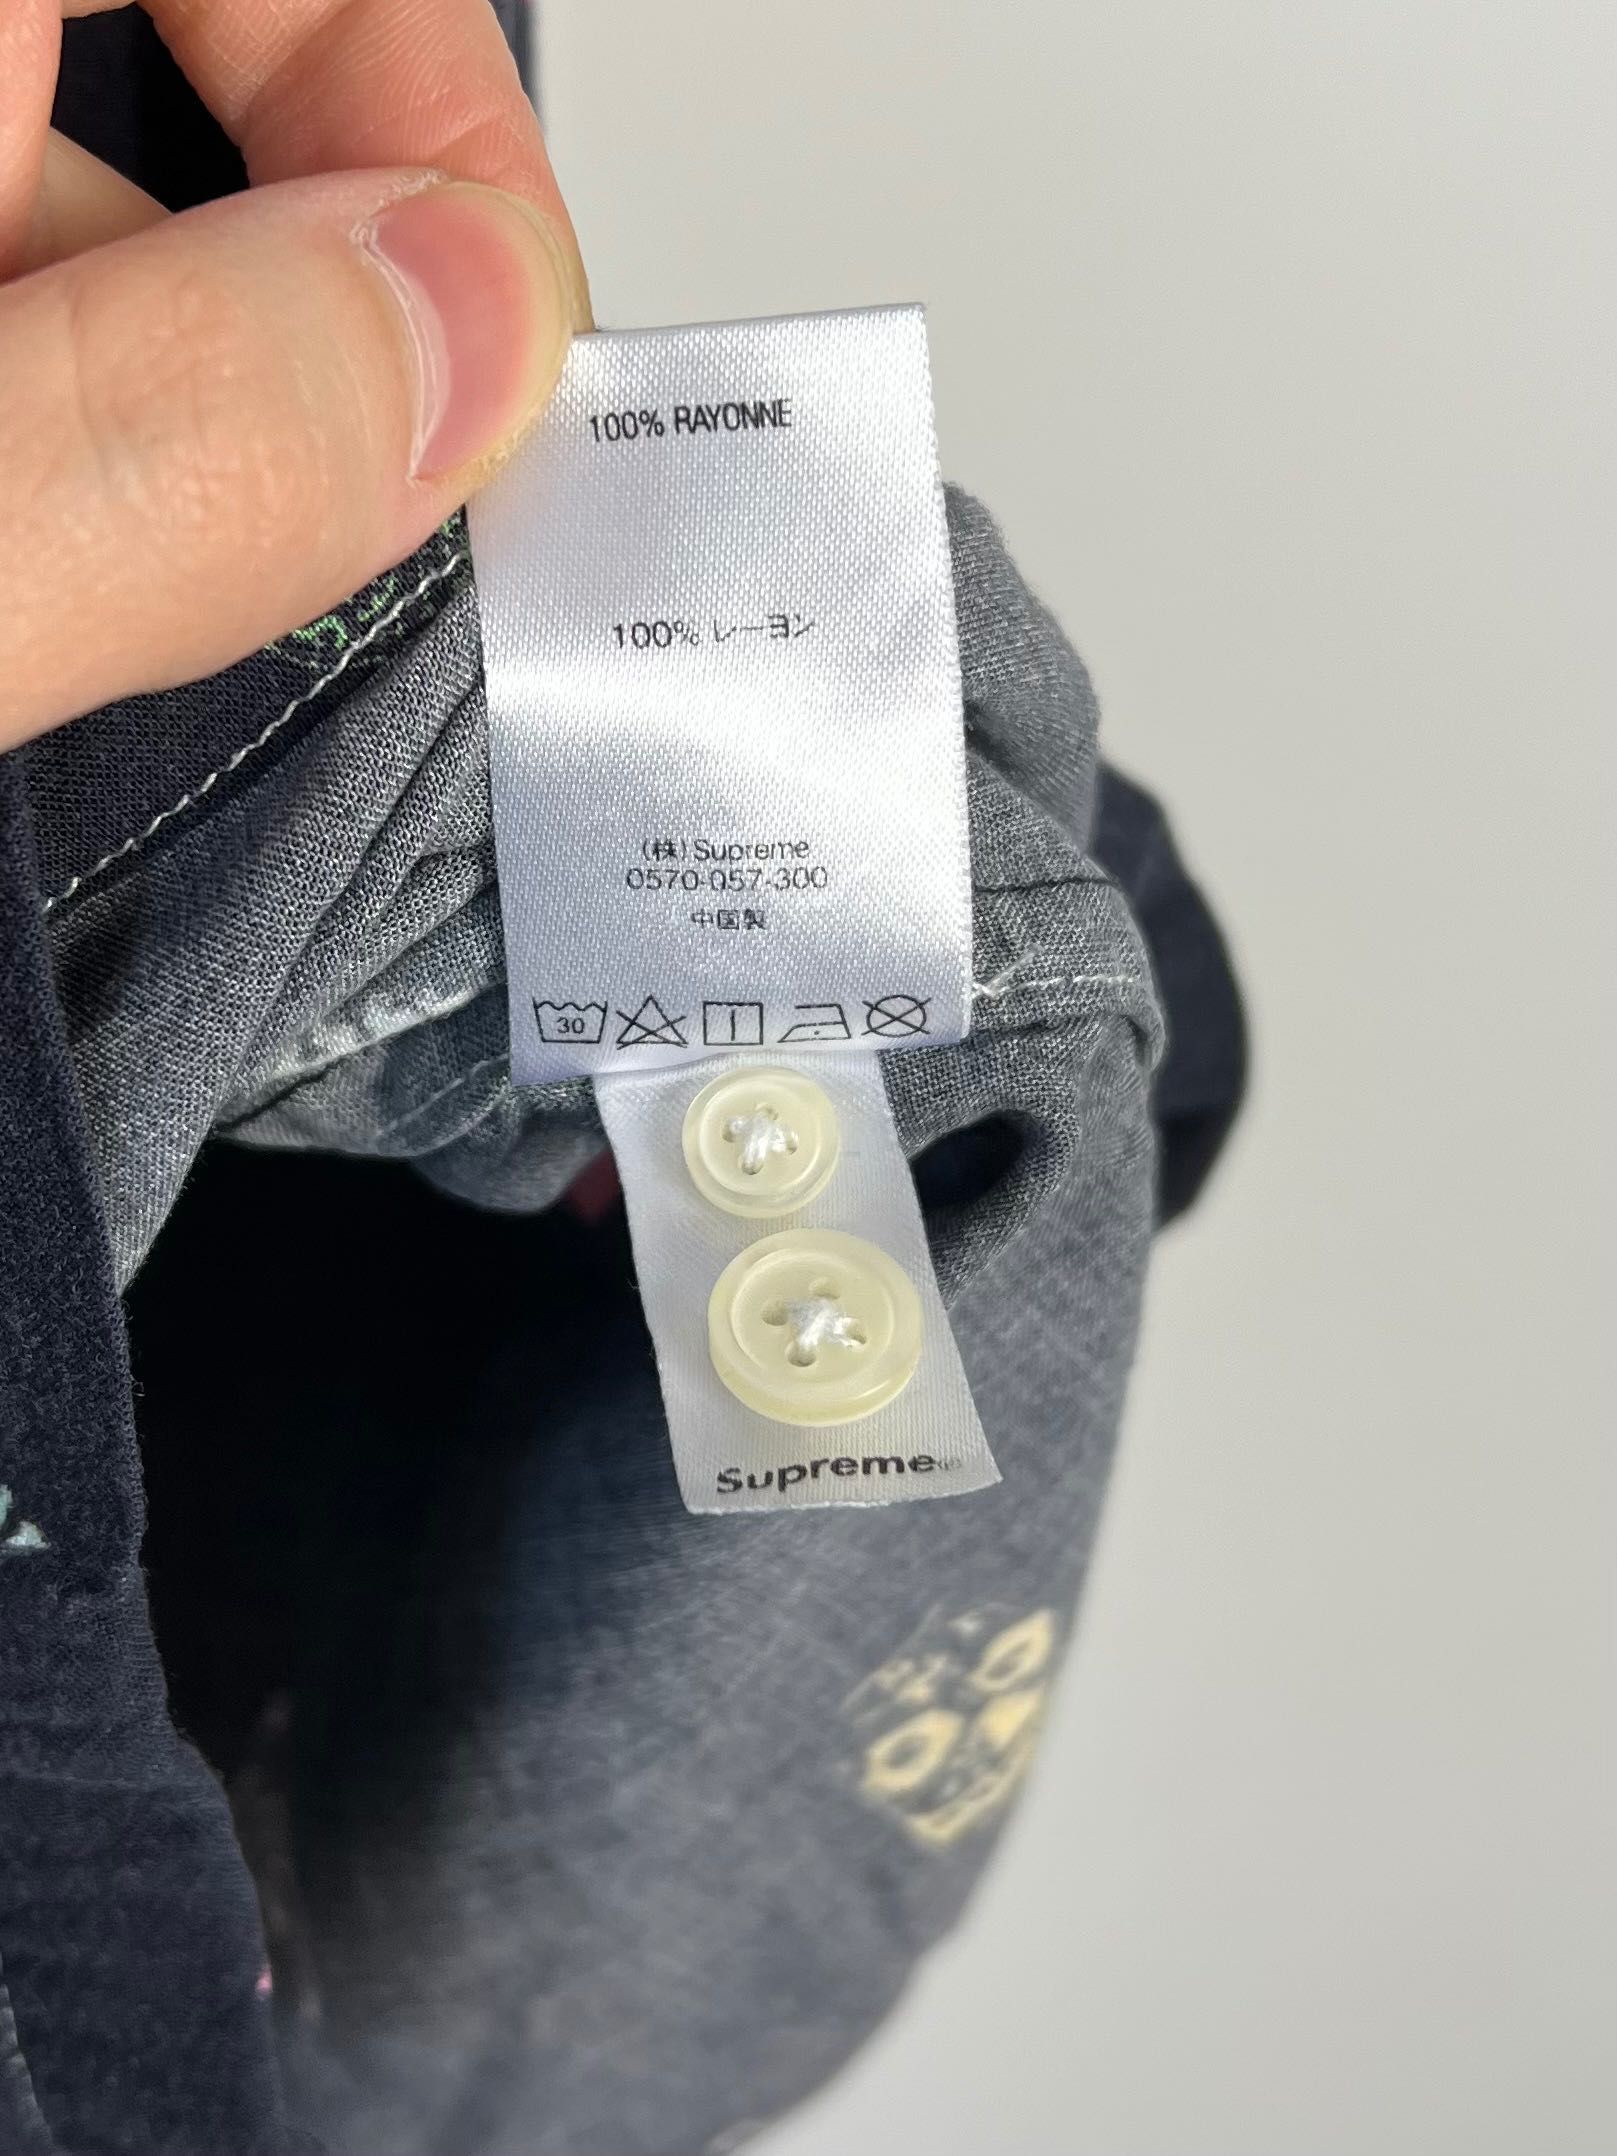 100% RAYONNE
100% レーヨン
(株)Supreme
0570-057-300
中国製
30
Supreme